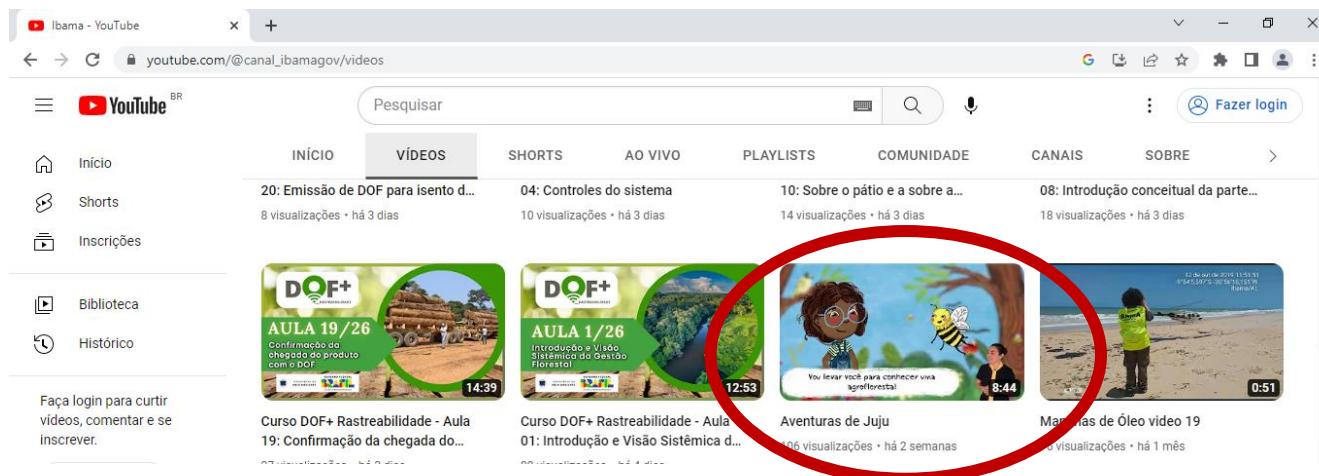 Ibama - YouTube
youtube.com/@canal_ibamagov/videos
YouTube BR
Pesquisar
Fazer login
INÍCIO VÍDEOS SHORTS AO VIVO PLAYLISTS COMUNIDADE CANAIS SOBRE
Início
Shorts
Inscrições
Biblioteca
Histórico
Faça login para curtir
vídeos, comentar e se
inscrever.
20: Emissão de DOF para isento d...
8 visualizações • há 3 dias
04: Controles do sistema
10 visualizações • há 3 dias
10: Sobre o pátio e a sobre a...
14 visualizações • há 3 dias
08: Introdução conceitual da parte...
18 visualizações • há 3 dias
DOF+
AULA 19/26
Confirmação da
chegada do produto
com o DOF
14:39
Curso DOF+ Rastreabilidade - Aula
19: Confirmação da chegada do...
DOF+
AULA 1/26
Introdução e Visão
Sistêmica da Gestão
Florestal
12:53
Curso DOF+ Rastreabilidade - Aula
01: Introdução e Visão Sistêmica d...
Vou levar você para conhecer uma
agrofloresta!
8:44
Aventuras de Juju
106 visualizações • há 2 semanas
0:51
de Óleo video 19
visualizações • há 1 mês